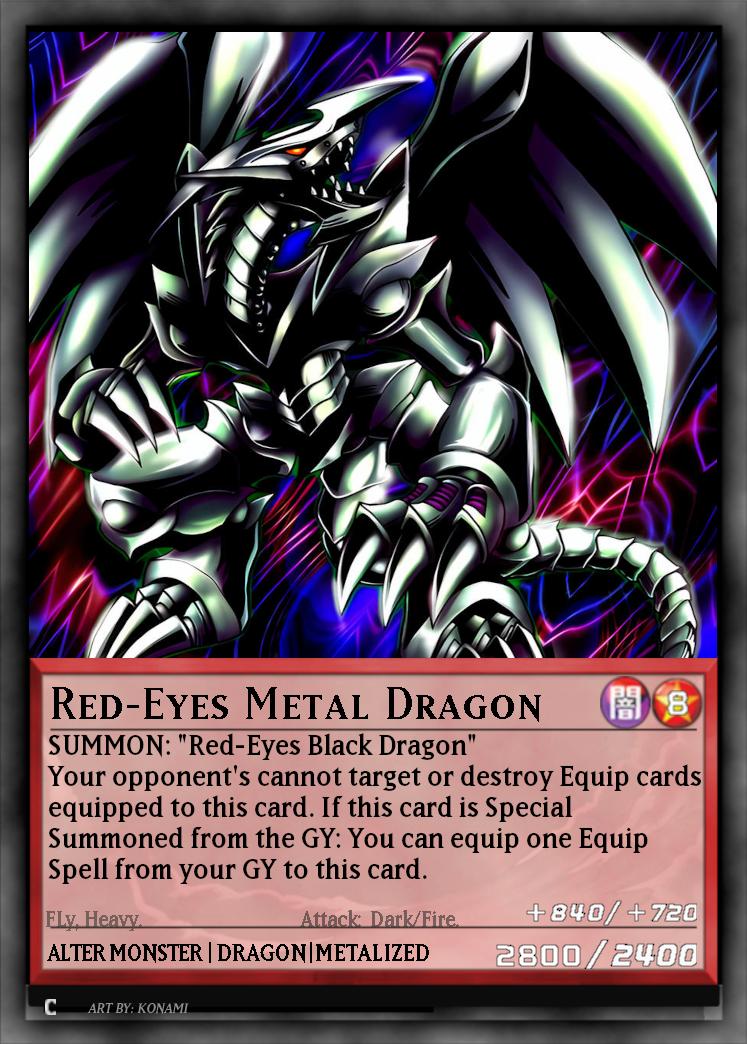 RED-EYES METAL DRAGON 闇 8
SUMMON: "Red-Eyes Black Dragon"
Your opponent's cannot target or destroy Equip cards
equipped to this card. If this card is Special
Summoned from the GY: You can equip one Equip
Spell from your GY to this card.
FLy, Heavy. Attack: Dark/Fire. +840/+720
ALTER MONSTER | DRAGON|METALIZED 2800/2400
C ART BY: KONAMI